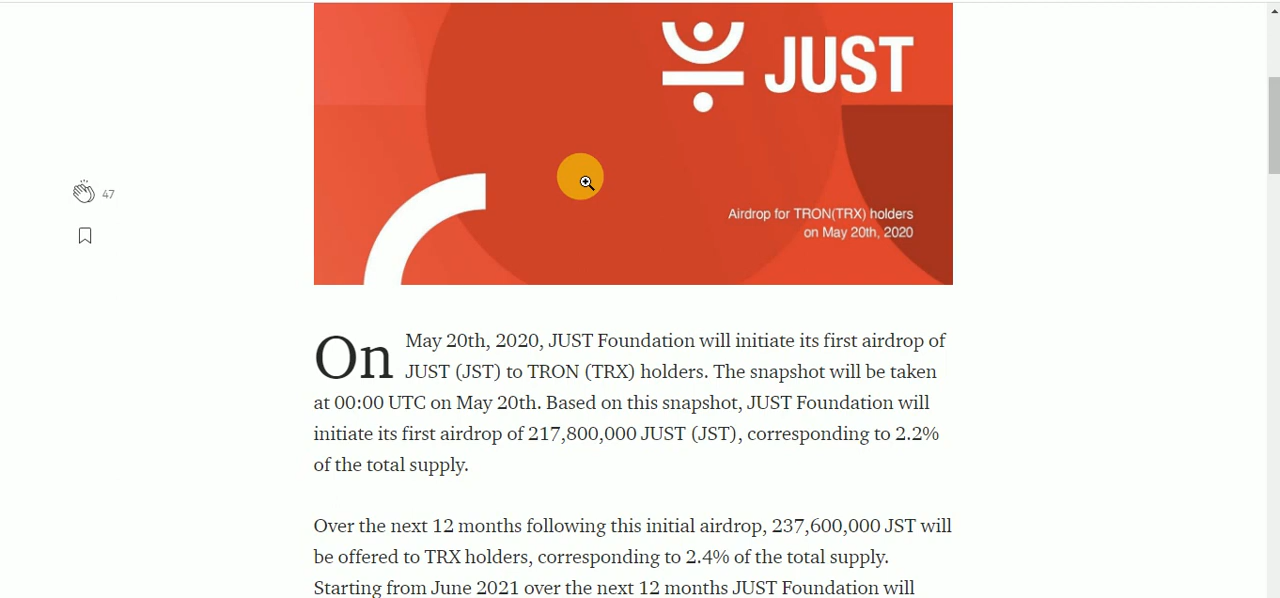 JUST
Airdrop for TRON(TRX) holders
on May 20th, 2020
47
On May 20th, 2020, JUST Foundation will initiate its first airdrop of
JUST (JST) to TRON (TRX) holders. The snapshot will be taken
at 00:00 UTC on May 20th. Based on this snapshot, JUST Foundation will
initiate its first airdrop of 217,800,000 JUST (JST), corresponding to 2.2%
of the total supply.
Over the next 12 months following this initial airdrop, 237,600,000 JST will
be offered to TRX holders, corresponding to 2.4% of the total supply.
Starting from June 2021 over the next 12 months JUST Foundation will